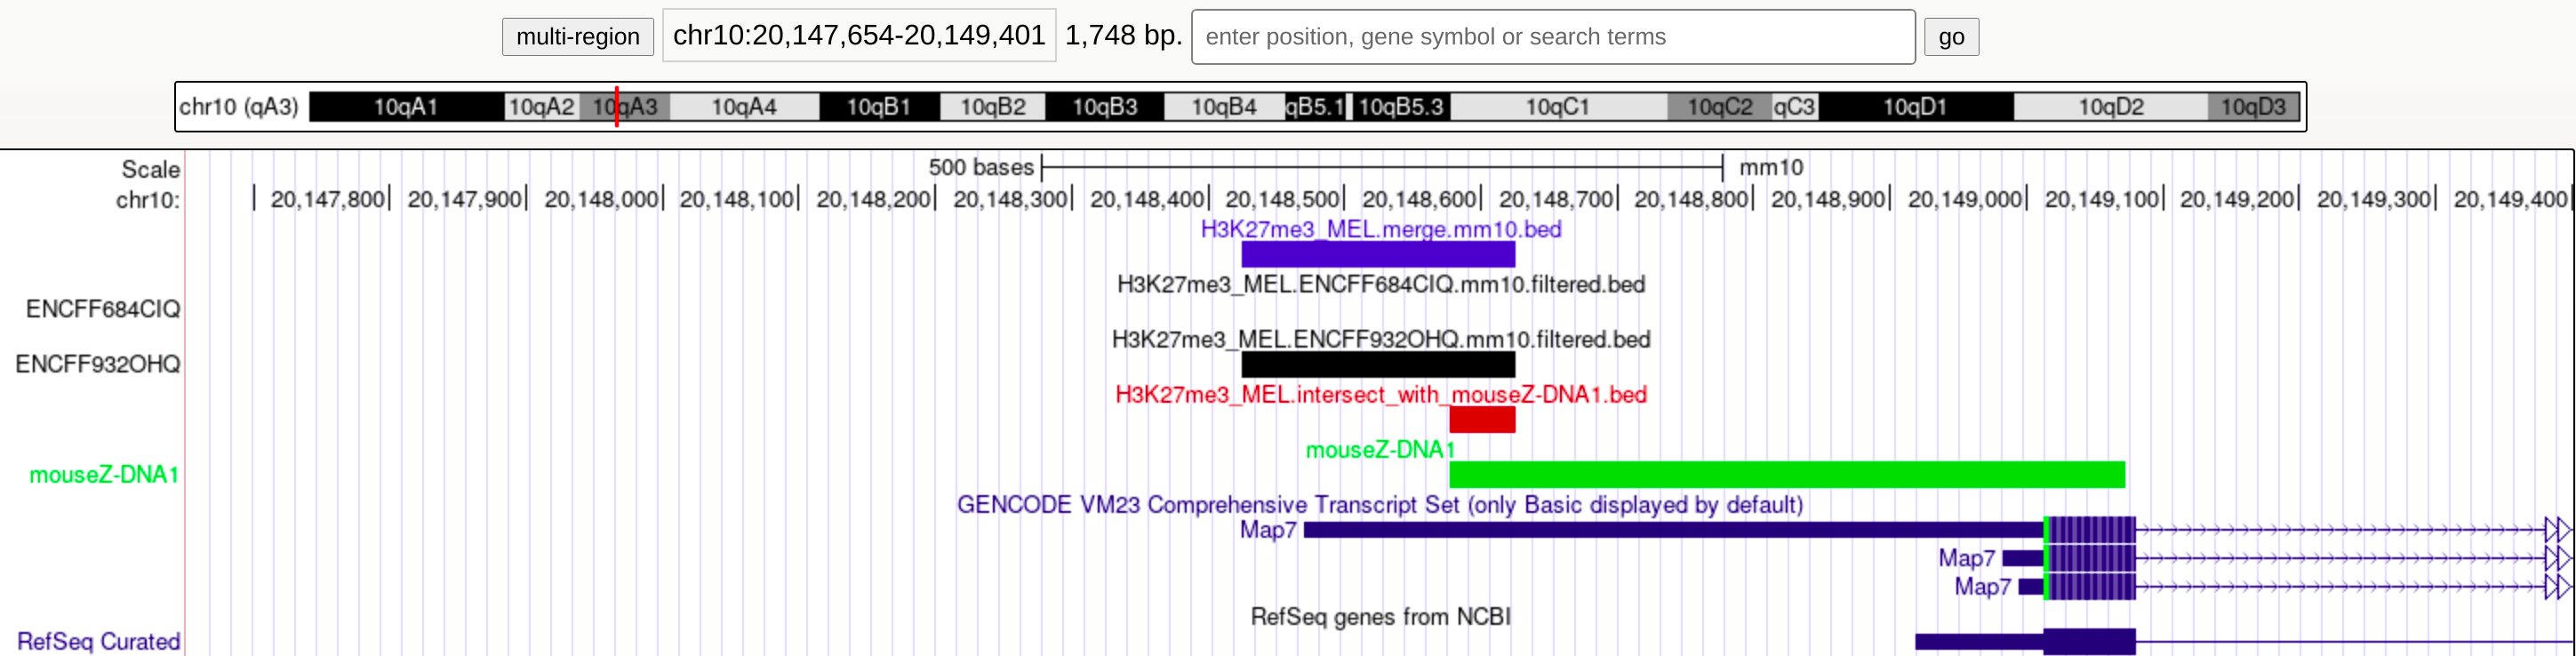 multi-region chr10:20,147,654-20,149,401 1,748 bp. enter position, gene symbol or search terms go
chr10 (qA3) 10qA1 10qA2 10qA3 10qA4 10qB1 10qB2 10qB3 10qB4 qB5.1 10qB5.3 10qC1 10qC2 qC3 10qD1 10qD2 10qD3
Scale 500 bases mm10
chr10: 20,147,800 20,147,900 20,148,000 20,148,100 20,148,200 20,148,300 20,148,400 20,148,500 20,148,600 20,148,700 20,148,800 20,148,900 20,149,000 20,149,100 20,149,200 20,149,300 20,149,400
H3K27me3_MEL.merge.mm10.bed
H3K27me3_MEL.ENCFF684CIQ.mm10.filtered.bed
ENCFF684CIQ
H3K27me3_MEL.ENCFF932OHQ.mm10.filtered.bed
ENCFF932OHQ
H3K27me3_MEL.intersect_with_mouseZ-DNA1.bed
mouseZ-DNA1
mouseZ-DNA1
GENCODE VM23 Comprehensive Transcript Set (only Basic displayed by default)
Map7
Map7
Map7
RefSeq genes from NCBI
RefSeq Curated